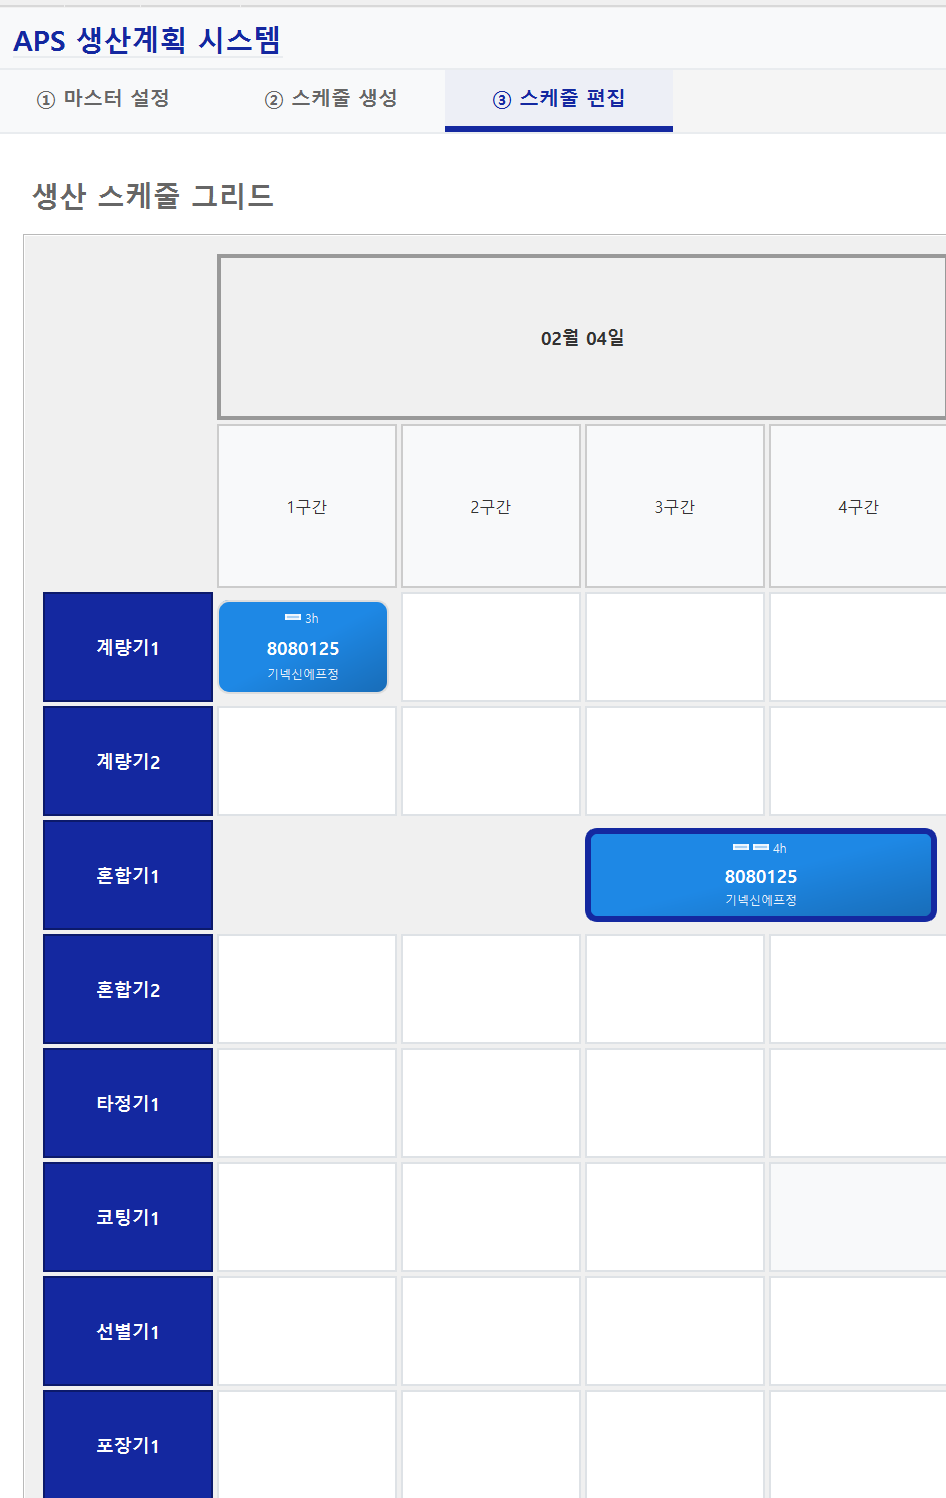 APS 생산계획 시스템
① 마스터 설정 ② 스케줄 생성 ③ 스케줄 편집
생산 스케줄 그리드
02월 04일
1구간 2구간 3구간 4구간
계량기1
3h
8080125
기넥신에프정
계량기2
혼합기1
4h
8080125
기넥신에프정
혼합기2
타정기1
코팅기1
선별기1
포장기1